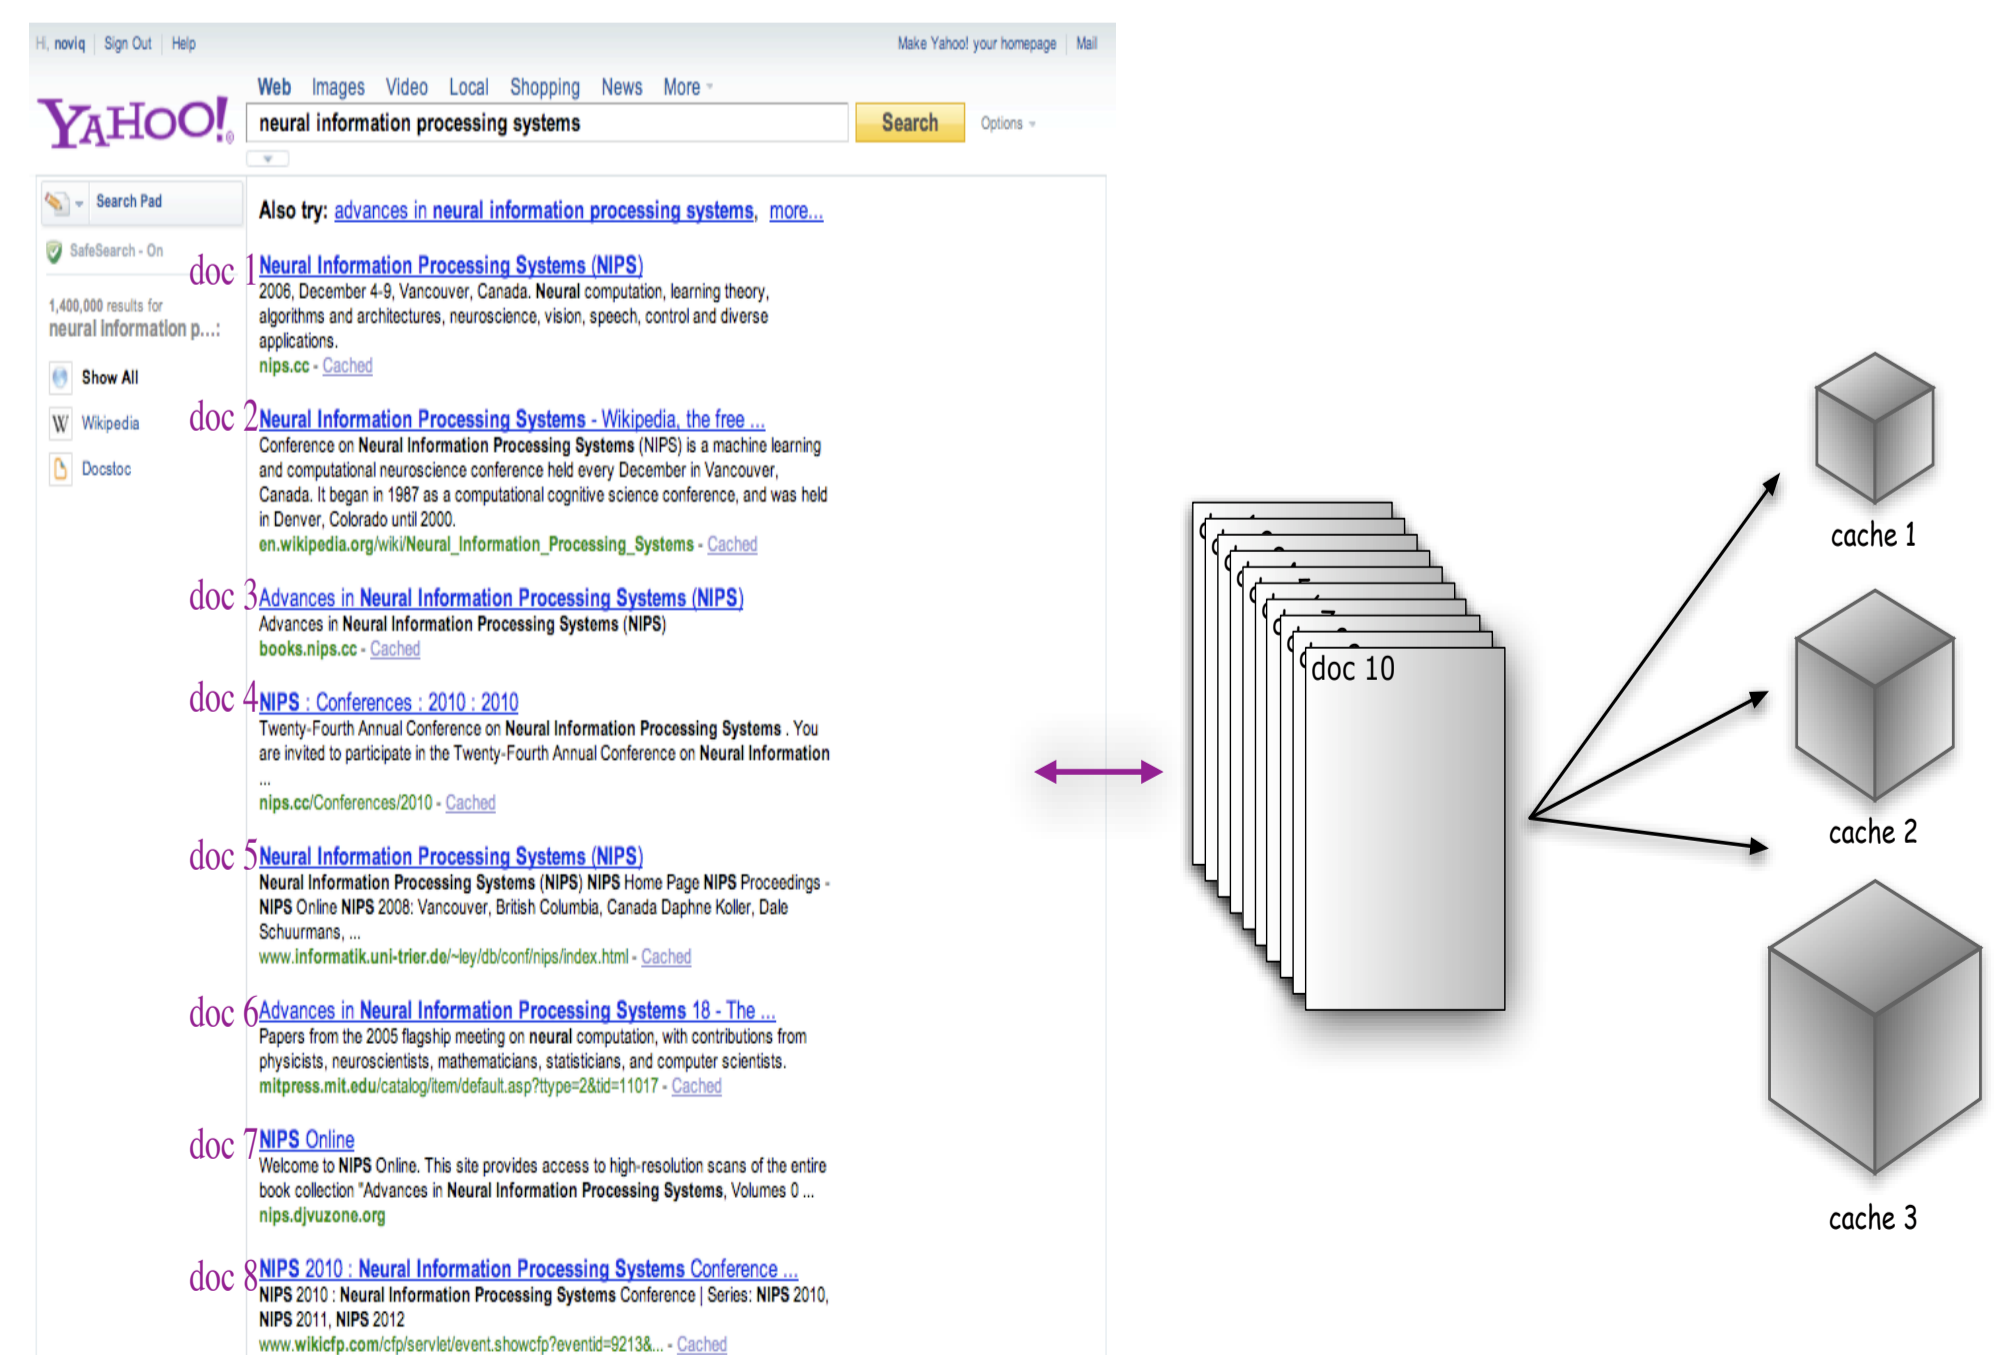 Hi, noviq | Sign Out | Help
Make Yahoo! your homepage | Mail
Web Images Video Local Shopping News More
YAHOO!®
neural information processing systems
Search
Options
Search Pad
SafeSearch - On
1,400,000 results for
neural information p...:
Show All
W Wikipedia
Docstoc
Also try: advances in neural information processing systems, more...
doc 1 Neural Information Processing Systems (NIPS)
2006, December 4-9, Vancouver, Canada. Neural computation, learning theory,
algorithms and architectures, neuroscience, vision, speech, control and diverse
applications.
nips.cc - Cached
doc 2 Neural Information Processing Systems - Wikipedia, the free ...
Conference on Neural Information Processing Systems (NIPS) is a machine learning
and computational neuroscience conference held every December in Vancouver,
Canada. It began in 1987 as a computational cognitive science conference, and was held
in Denver, Colorado until 2000.
en.wikipedia.org/wiki/Neural_Information_Processing_Systems - Cached
doc 3 Advances in Neural Information Processing Systems (NIPS)
Advances in Neural Information Processing Systems (NIPS)
books.nips.cc - Cached
doc 4 NIPS : Conferences : 2010 : 2010
Twenty-Fourth Annual Conference on Neural Information Processing Systems . You
are invited to participate in the Twenty-Fourth Annual Conference on Neural Information
...
nips.cc/Conferences/2010 - Cached
doc 5 Neural Information Processing Systems (NIPS)
Neural Information Processing Systems (NIPS) NIPS Home Page NIPS Proceedings -
NIPS Online NIPS 2008: Vancouver, British Columbia, Canada Daphne Koller, Dale
Schuurmans, ...
www.informatik.uni-trier.de/~ley/db/conf/nips/index.html - Cached
doc 6 Advances in Neural Information Processing Systems 18 - The ...
Papers from the 2005 flagship meeting on neural computation, with contributions from
physicists, neuroscientists, mathematicians, statisticians, and computer scientists.
mitpress.mit.edu/catalog/item/default.asp?ttype=2&tid=11017 - Cached
doc 7 NIPS Online
Welcome to NIPS Online. This site provides access to high-resolution scans of the entire
book collection "Advances in Neural Information Processing Systems, Volumes 0 ...
nips.djvuzone.org
doc 8 NIPS 2010 : Neural Information Processing Systems Conference ...
NIPS 2010 : Neural Information Processing Systems Conference | Series: NIPS 2010,
NIPS 2011, NIPS 2012
www.wikicfp.com/cfp/servlet/event.showcfp?eventid=9213&... - Cached
doc 10
cache 1
cache 2
cache 3